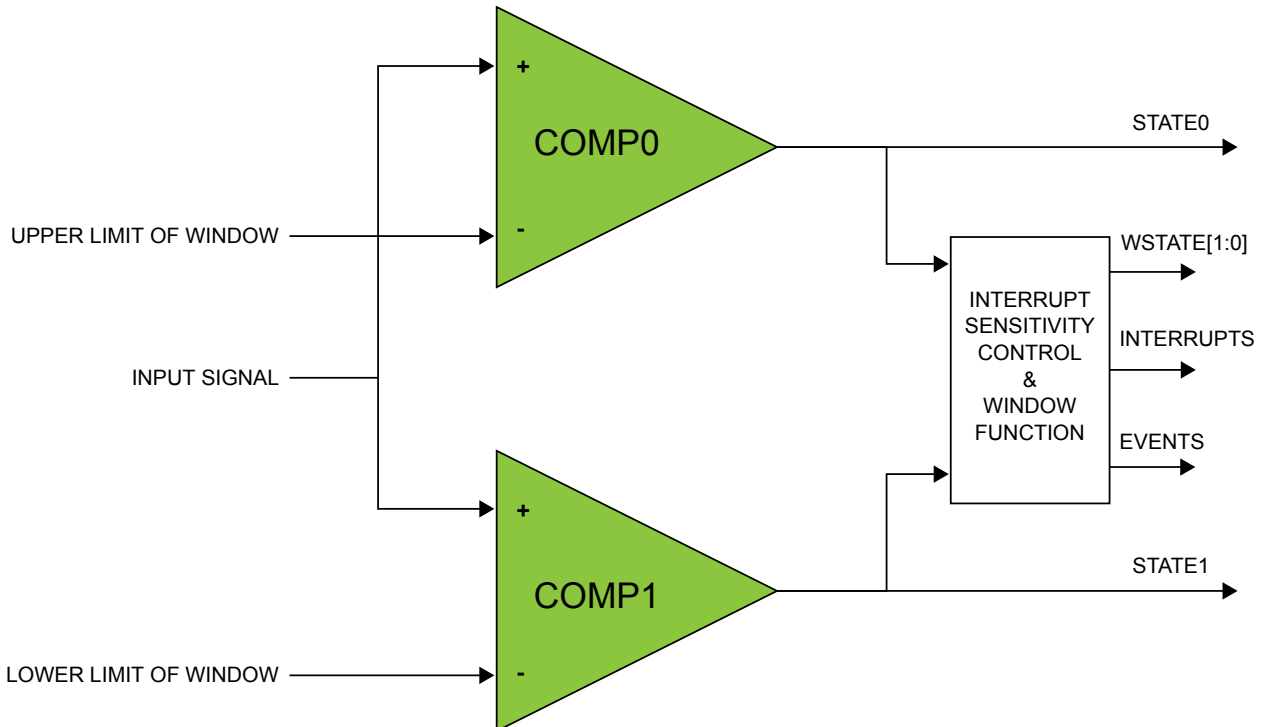 +
COMP0
STATE0
-
UPPER LIMIT OF WINDOW
WSTATE[1:0]
INTERRUPT
SENSITIVITY
CONTROL
&
WINDOW
FUNCTION
INTERRUPTS
INPUT SIGNAL
EVENTS
+
COMP1
STATE1
-
LOWER LIMIT OF WINDOW